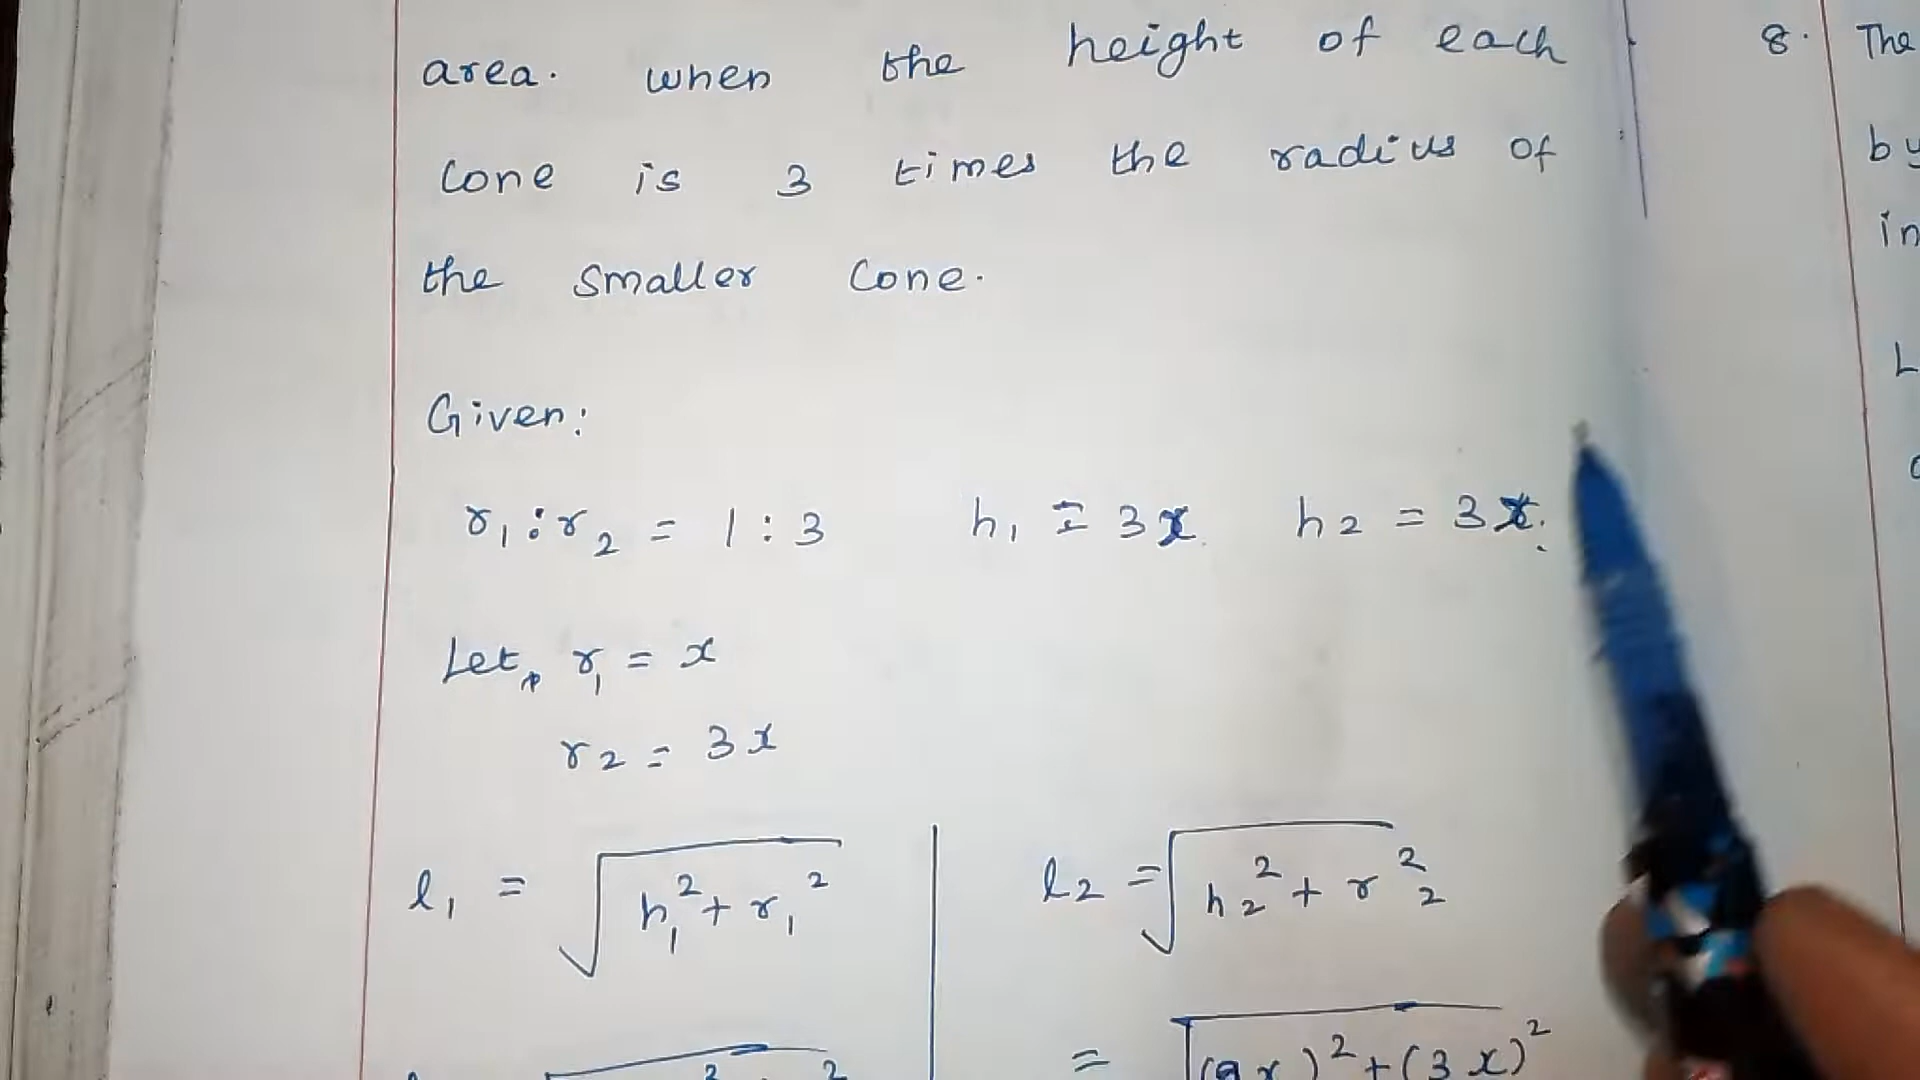 area. when the height of each
cone is 3 times the radius of
the smaller cone.
Given:
r₁ : r₂ = 1 : 3 h₁ = 3x. h2 = 3x.
Let, r₁ = x
r2 = 3x
l₁ = √h₁² + r₁²
l2 = √h2² + r2²
= √(9x)² + (3x)²
8. The
by
in
L